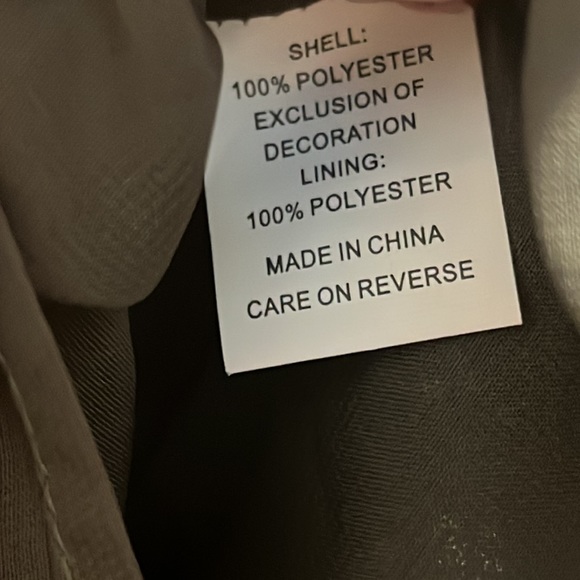 SHELL:
100% POLYESTER
EXCLUSION OF
DECORATION
LINING:
100% POLYESTER
MADE IN CHINA
CARE ON REVERSE